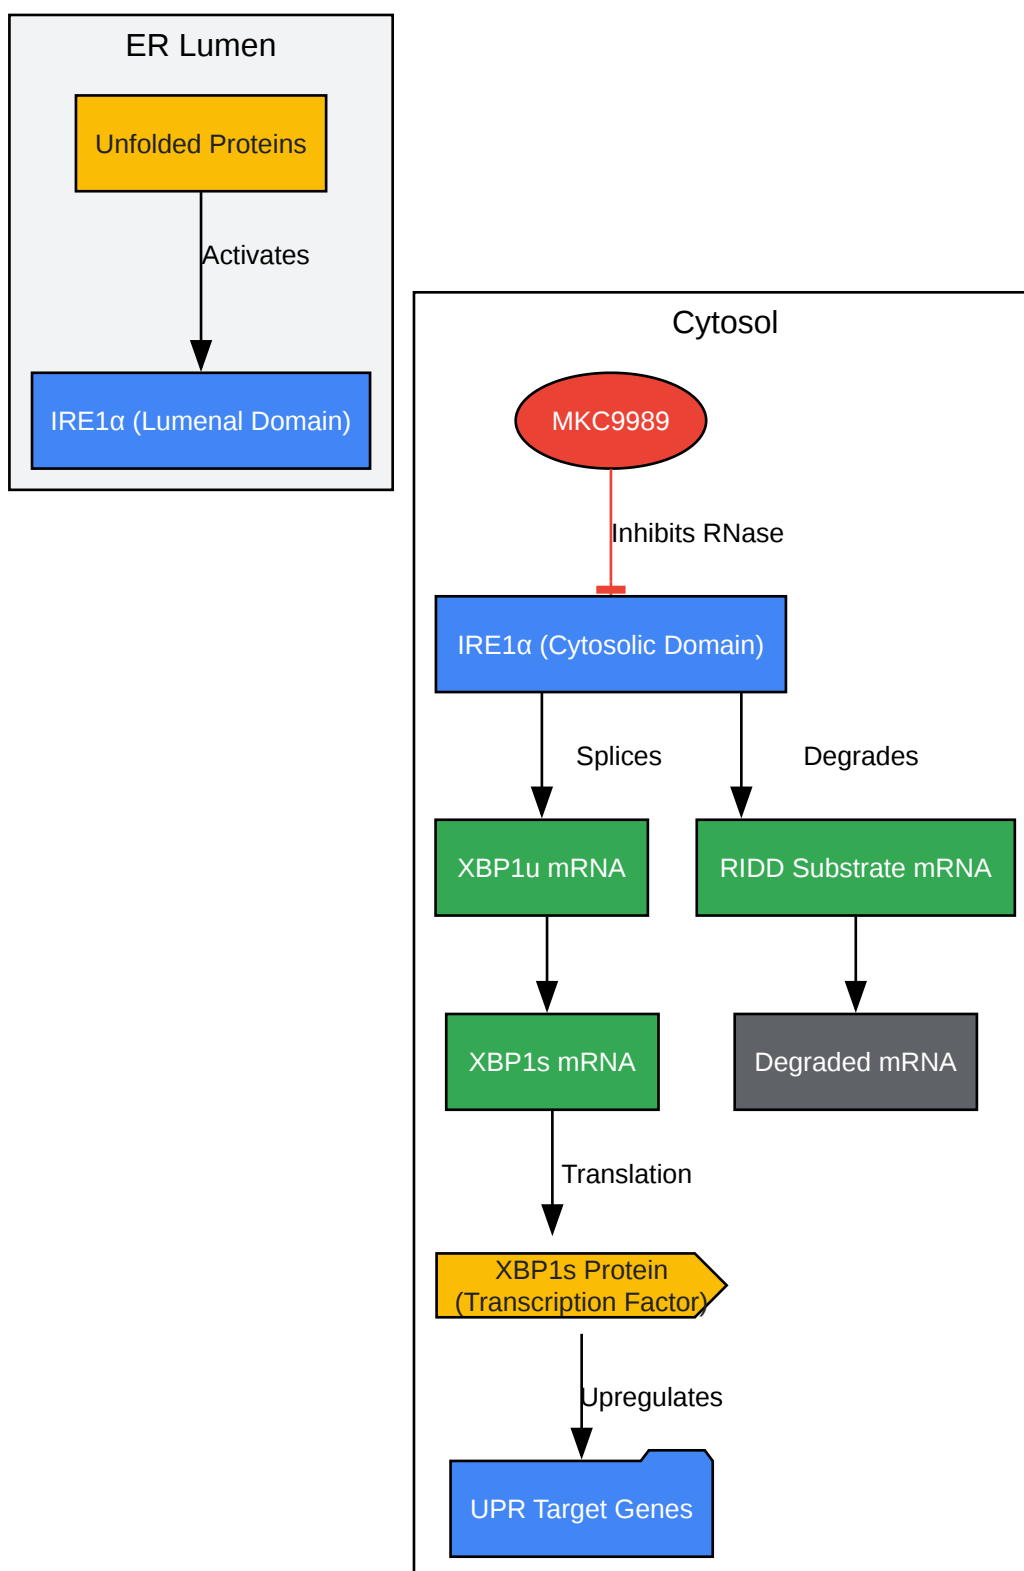 ER Lumen
Unfolded Proteins
Activates
IRE1α (Lumenal Domain)
Cytosol
MKC9989
Inhibits RNase
IRE1α (Cytosolic Domain)
Splices
Degrades
XBP1u mRNA
RIDD Substrate mRNA
XBP1s mRNA
Degraded mRNA
Translation
XBP1s Protein
(Transcription Factor)
Upregulates
UPR Target Genes